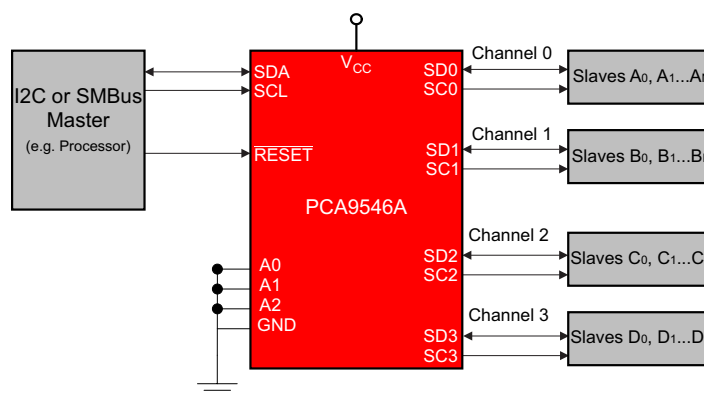 VCC
I2C or SMBus
Master
(e.g. Processor)
SDA
SCL
RESET
PCA9546A
A0
A1
A2
GND
SD0
SC0
SD1
SC1
SD2
SC2
SD3
SC3
Channel 0
Slaves A0, A1...A
Channel 1
Slaves B0, B1...B
Channel 2
Slaves C0, C1...C
Channel 3
Slaves D0, D1...D